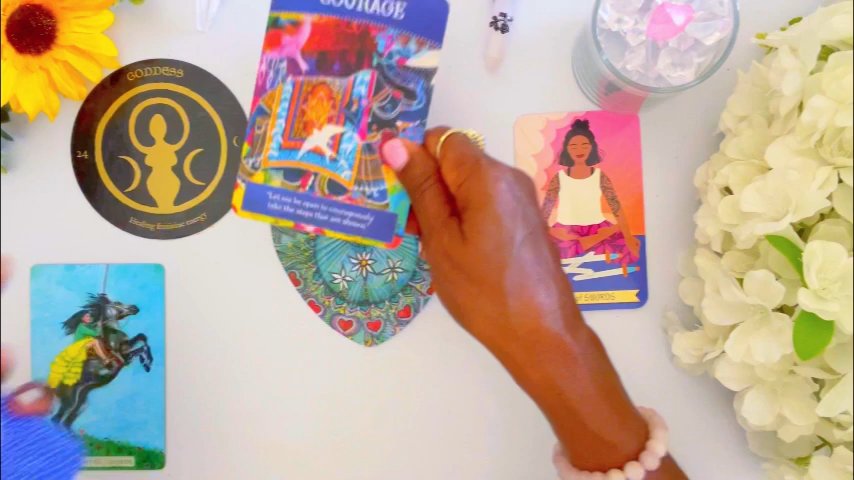 COURAGE
GODDESS
24
Healing feminine energy
"Let me be open to courageously
take the steps that are
of SWORDS